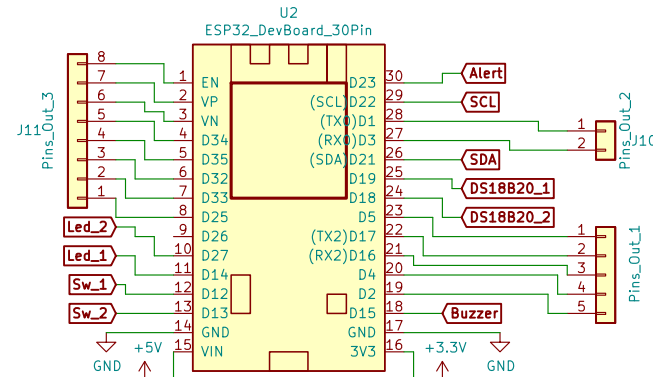 U2
ESP32_DevBoard_30Pin
8
7
6
5
4
3
2
1
J11
Pins_Out_3
Led_2
Led_1
Sw_1
Sw_2
GND
+5V
1 EN
2 VP
3 VN
4 D34
5 D35
6 D32
7 D33
8 D25
9 D26
10 D27
11 D14
12 D12
13 D13
14 GND
15 VIN
D23 30
(SCL)D22 29
(TX0)D1 28
(RX0)D3 27
(SDA)D21 26
D19 25
D18 24
D5 23
(TX2)D17 22
(RX2)D16 21
D4 20
D2 19
D15 18
GND 17
3V3 16
Alert
SCL
SDA
DS18B20_1
DS18B20_2
Buzzer
+3.3V
GND
1
2
Pins_Out_2
J10
1
2
3
4
5
Pins_Out_1